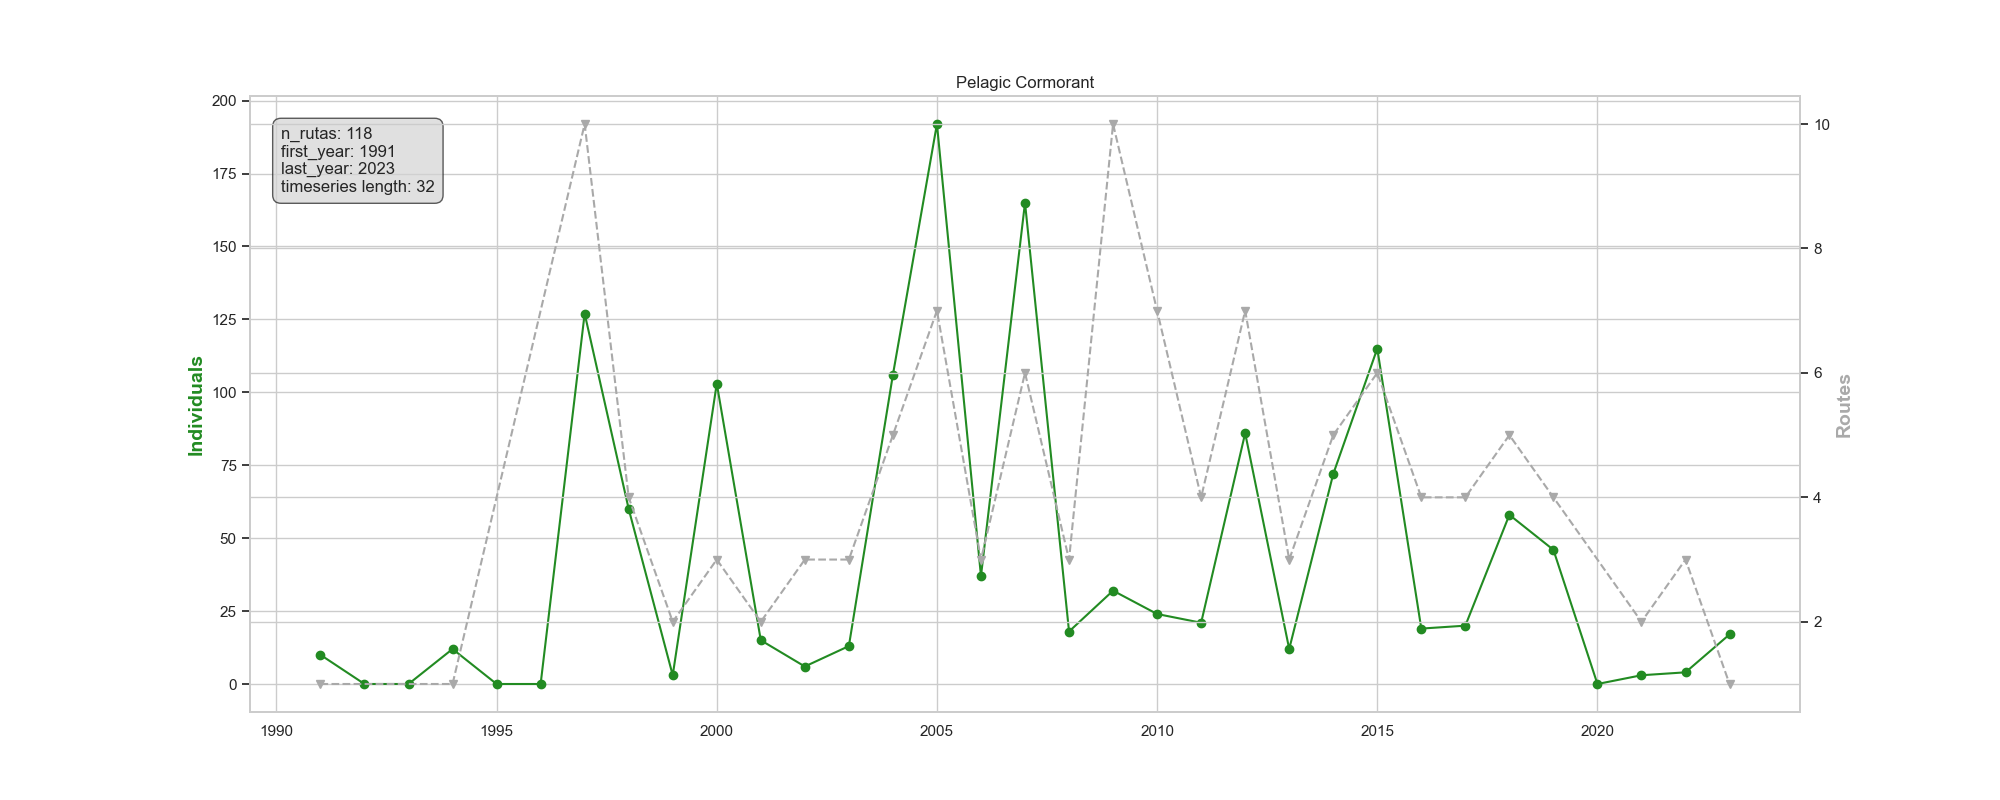 Pelagic Cormorant
n_rutas: 118
first_year: 1991
last_year: 2023
timeseries length: 32
Individuals
200
175
150
125
100
75
50
25
0
10
8
6
4
2
Routes
1990 1995 2000 2005 2010 2015 2020